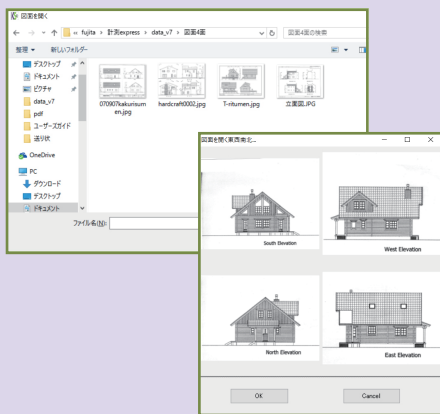 図面を開く
« fujita › 計測express › data_v7 › 図面4面
図面4面の検索
整理 新しいフォルダー
デスクトップ
ドキュメント
ピクチャ
data_v7
pdf
ユーザーズガイド
送り状
OneDrive
PC
ダウンロード
デスクトップ
ドキュメント
070907kakurisum
en.jpg
hardcraft0002.jpg
T-ritumen.jpg
立面図.JPG
ファイル名(N):
図面を開く東西南北...
South Elevation
West Elevation
North Elevation
East Elevation
OK
Cancel